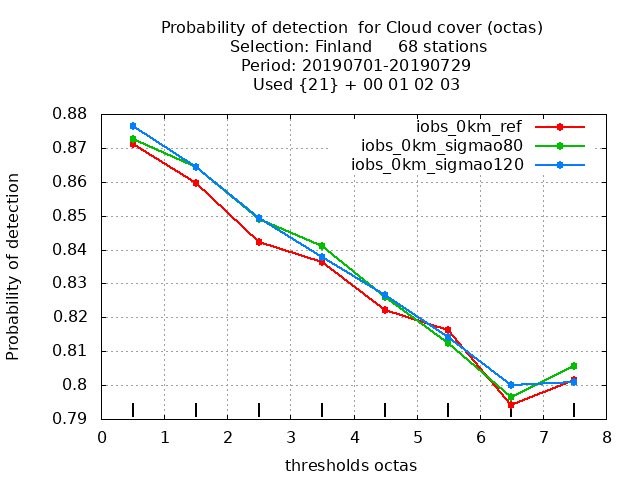 Probability of detection  for Cloud cover (octas)
Selection: Finland     68 stations
Period: 20190701-20190729
Used {21} + 00 01 02 03
iobs_0km_ref
iobs_0km_sigmao80
iobs_0km_sigmao120
Probability of detection
0.88
0.87
0.86
0.85
0.84
0.83
0.82
0.81
0.8
0.79
0 1 2 3 4 5 6 7 8
thresholds octas